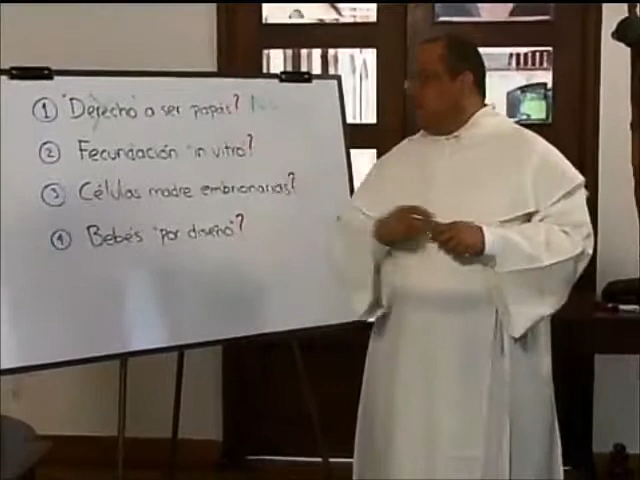 ① "Derecho" a ser papás?
② Fecundación "in vitro"?
③ Células madre embrionarias?
④ Bebés "por diseño"?